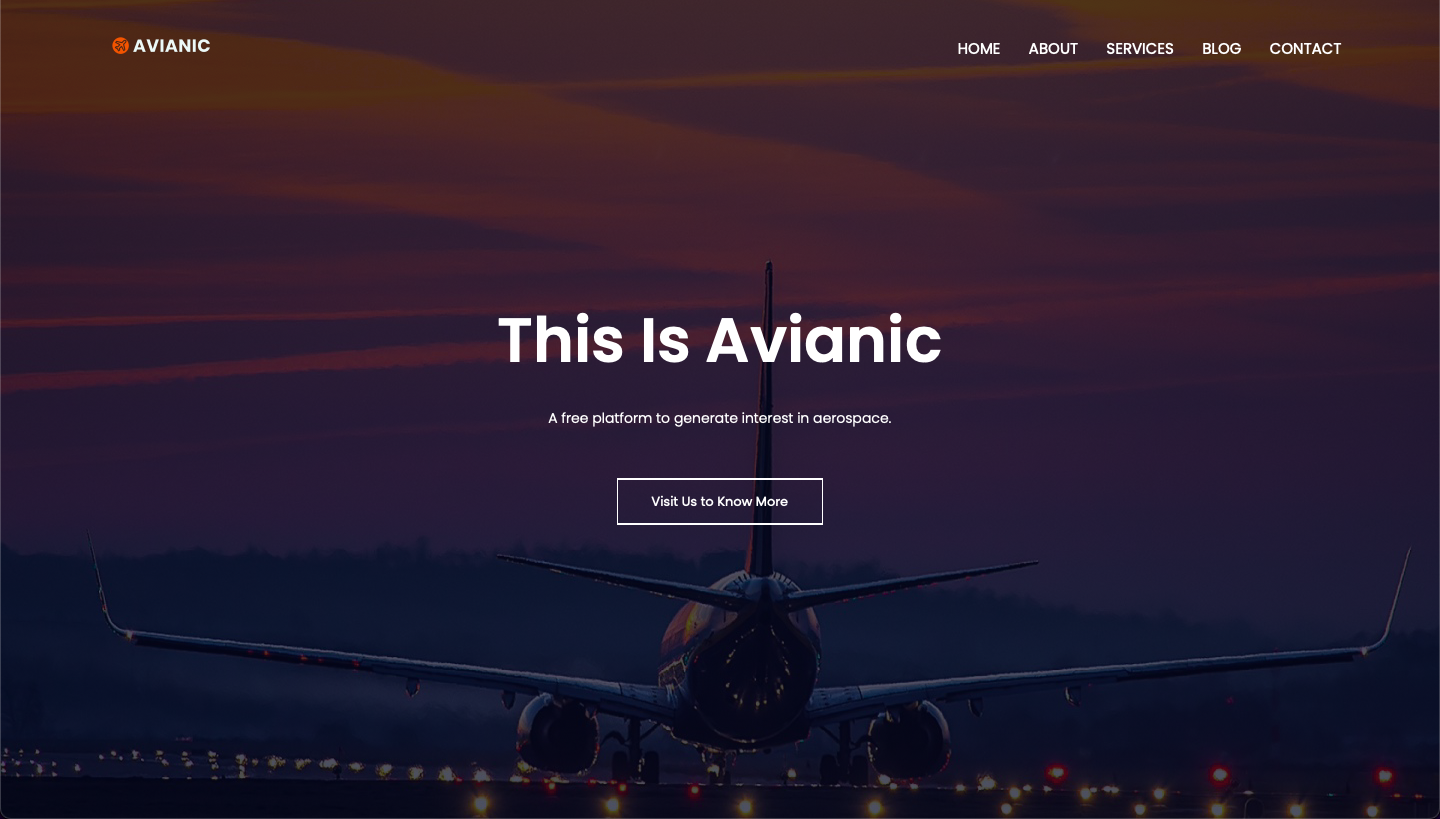 AVIANIC
HOME ABOUT SERVICES BLOG CONTACT
This Is Avianic
A free platform to generate interest in aerospace.
Visit Us to Know More